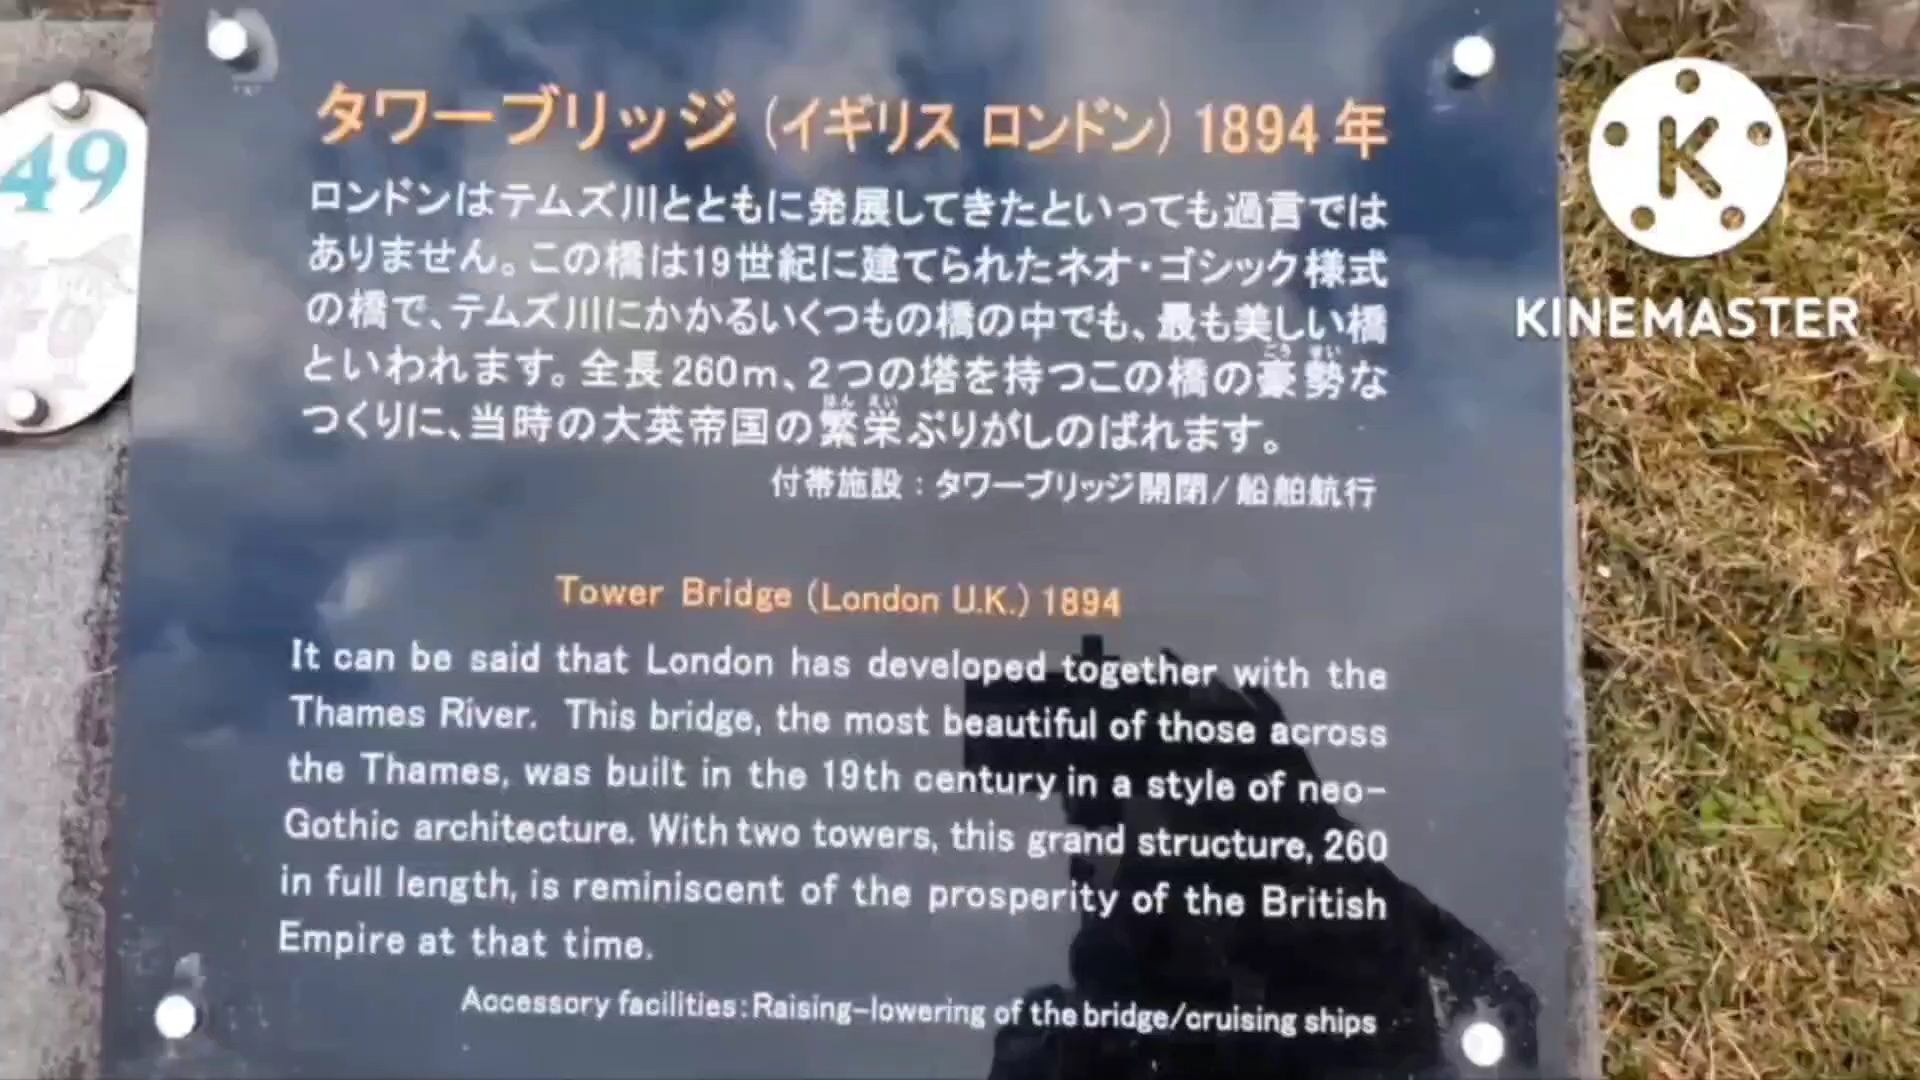 49
タワーブリッジ (イギリス ロンドン) 1894 年
ロンドンはテムズ川とともに発展してきたといっても過言では
ありません。この橋は19世紀に建てられたネオ・ゴシック様式
の橋で、テムズ川にかかるいくつもの橋の中でも、最も美しい橋
といわれます。全長260m、2つの塔を持つこの橋の豪勢な
つくりに、当時の大英帝国の繁栄ぶりがしのばれます。
付帯施設：タワーブリッジ開閉/船舶航行
Tower Bridge (London U.K.) 1894
It can be said that London has developed together with the
Thames River. This bridge, the most beautiful of those across
the Thames, was built in the 19th century in a style of neo-
Gothic architecture. With two towers, this grand structure, 260
in full length, is reminiscent of the prosperity of the British
Empire at that time.
Accessory facilities:Raising-lowering of the bridge/cruising ships
K
KINEMASTER